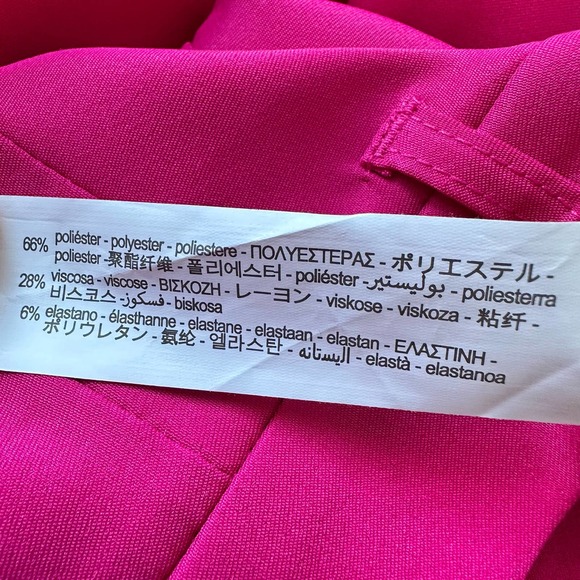 66% poliéster - polyester - poliestere - ΠΟΛΥΕΣΤΕΡΑΣ - ポリエステル -
poliester -聚酯纤维 - 폴리에스터 - poliéster - بوليستير - poliesterra
28% viscosa - viscose - ΒΙΣΚΟΖΗ - レーヨン - viskose - viskoza - 粘纤 -
비스코스 -فسكوز - biskosa
6% elastano - élasthanne - elastane - elastaan - elastan - ΕΛΑΣΤΙΝΗ -
ポリウレタン - 氨纶 - 엘라스탄 - اليستانه - elastà - elastanoa